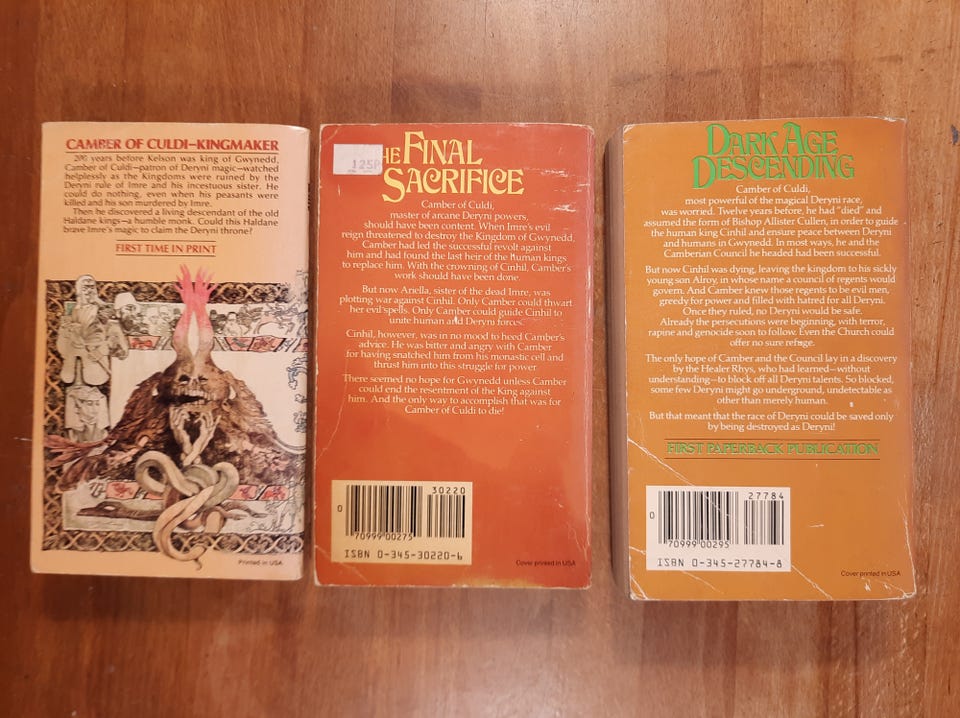 CAMBER OF CULDI—KINGMAKER
200 years before Kelson was king of Gwynedd,
Camber of Culdi—patron of Deryni magic—watched
helplessly as the Kingdoms were ruined by the
Deryni rule of Imre and his incestuous sister. He
could do nothing, even when his peasants were
killed and his son murdered by Imre.
Then he discovered a living descendant of the old
Haldane kings—a humble monk. Could this Haldane
brave Imre's magic to claim the Deryni throne?
FIRST TIME IN PRINT
Printed in USA
125P
HE FINAL
SACRIFICE
Camber of Culdi,
master of arcane Deryni powers,
should have been content. When Imre's evil
reign threatened to destroy the Kingdom of Gwynedd,
Camber had led the successful revolt against
him and had found the last heir of the Human kings
to replace him. With the crowning of Cinhil, Camber's
work should have been done.
But now Ariella, sister of the dead Imre, was
plotting war against Cinhil. Only Camber could thwart
her evil spells. Only Camber could guide Cinhil to
unite human and Deryni forces.
Cinhil, however, was in no mood to heed Camber's
advice. He was bitter and angry with Camber
for having snatched him from his monastic cell and
thrust him into this struggle for power
There seemed no hope for Gwynedd unless Camber
could end the resentment of the King against
him. And the only way to accomplish that was for
Camber of Culdi to die!
30220
0
70999 00275
ISBN 0-345-30220-6
Cover printed in USA
DARK AGE
DESCENDING
Camber of Culdi,
most powerful of the magical Deryni race,
was worried. Twelve years before, he had "died" and
assumed the form of Bishop Allister Cullen, in order to guide
the human king Cinhil and ensure peace between Deryni
and humans in Gwynedd. In most ways, he and the
Camberian Council he headed had been successful.
But now Cinhil was dying, leaving the kingdom to his sickly
young son Alroy, in whose name a council of regents would
govern. And Camber knew those regents to be evil men,
greedy for power and filled with hatred for all Deryni.
Once they ruled, no Deryni would be safe.
Already the persecutions were beginning, with terror,
rapine and genocide soon to follow. Even the Church could
offer no sure refuge.
The only hope of Camber and the Council lay in a discovery
by the Healer Rhys, who had learned—without
understanding—to block off all Deryni talents. So blocked,
some few Deryni might go underground, undetectable as
other than merely human.
But that meant that the race of Deryni could be saved only
by being destroyed as Deryni!
FIRST PAPERBACK PUBLICATION
27784
0
70999 00295
ISBN 0-345-27784-8
Cover printed in USA